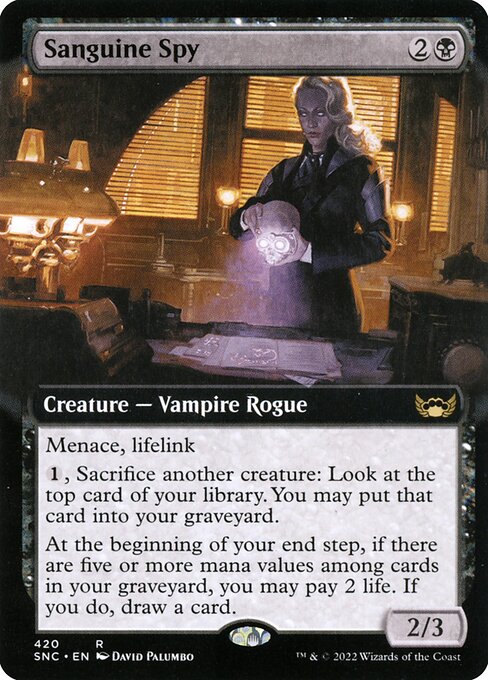 Sanguine Spy 2
Creature — Vampire Rogue
Menace, lifelink
1, Sacrifice another creature: Look at the
top card of your library. You may put that
card into your graveyard.
At the beginning of your end step, if there
are five or more mana values among cards
in your graveyard, you may pay 2 life. If
you do, draw a card.
2/3
420 R
SNC • EN DAVID PALUMBO
™ & © 2022 Wizards of the Coast